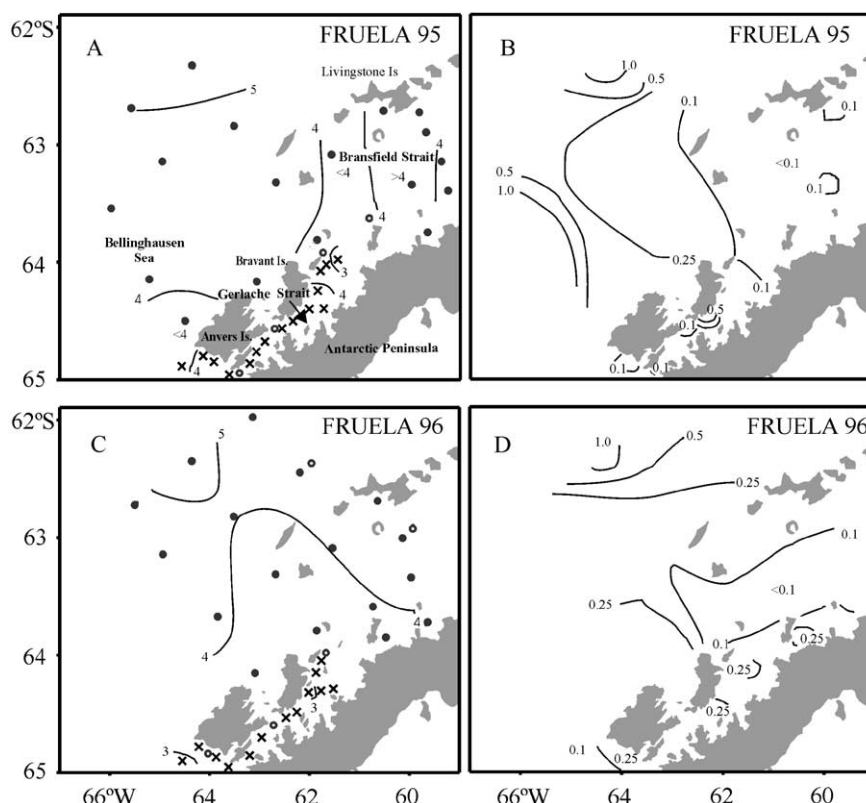 62ºS
A
FRUELA 95
Livingstone Is
5
63
4
4
4
<4
Bransfield Strait
>4
4
Bellinghausen
Sea
64
Bravant Is.
3
4
Gerlache Strait
4
<4
Anvers Is.
Antarctic Peninsula
4
65
B
FRUELA 95
1.0
0.5
0.1
0.1
<0.1
0.1
0.5
1.0
0.25
0.1
0.5
0.1
0.1
0.1
62ºS
C
FRUELA 96
5
63
4
4
64
3
3
65
66ºW
64
62
60
D
FRUELA 96
1.0
0.5
0.25
0.1
0.25
<0.1
0.1
0.25
0.25
0.25
0.1
0.25
66ºW
64
62
60